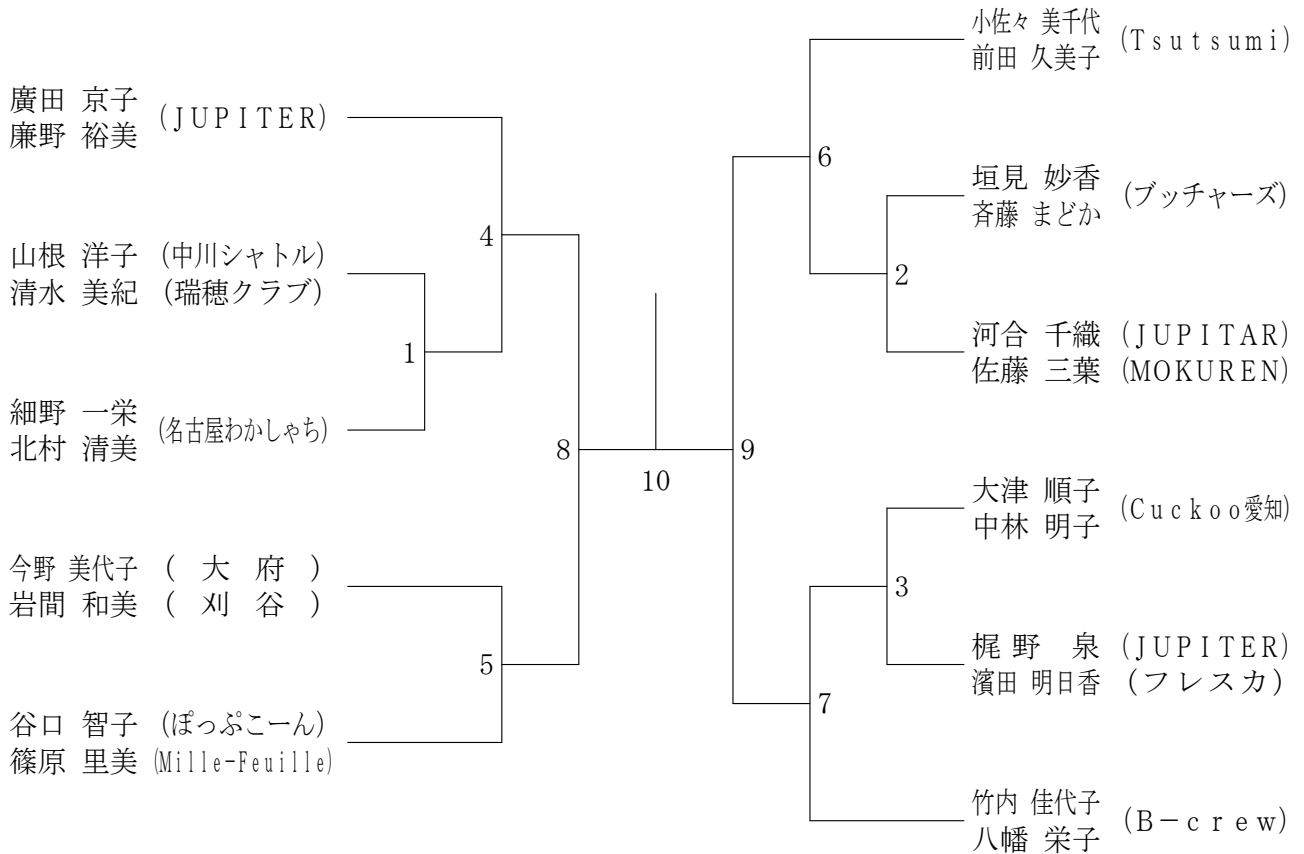 廣田 京子 (JUPITER)
廉野 裕美
山根 洋子 (中川シャトル)
清水 美紀 (瑞穂クラブ)
細野 一栄 (名古屋わかしゃち)
北村 清美
今野 美代子 ( 大 府 )
岩間 和美 ( 刈 谷 )
谷口 智子 (ぽっぷこーん)
篠原 里美 (Mille-Feuille)
4
1
8
5
10
9
6
2
3
7
小佐々 美千代 (Tsutsumi)
前田 久美子
垣見 妙香 (ブッチャーズ)
斉藤 まどか
河合 千織 (JUPITAR)
佐藤 三葉 (MOKUREN)
大津 順子 (Cuckoo愛知)
中林 明子
梶野 泉 (JUPITER)
濱田 明日香 (フレスカ)
竹内 佳代子 (B-crew)
八幡 栄子